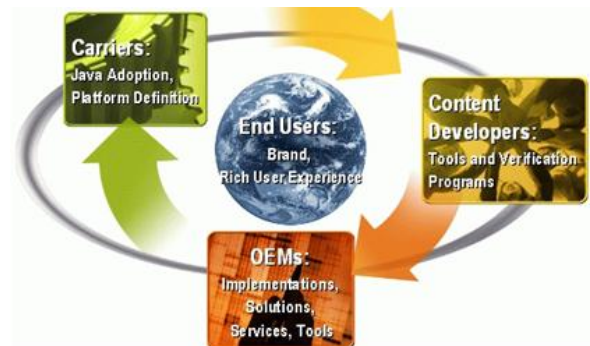 Carriers:
Java Adoption,
Platform Definition
End Users:
Brand,
Rich User Experience
Content
Developers:
Tools and Verification
Programs
OEMs:
Implementations,
Solutions,
Services, Tools